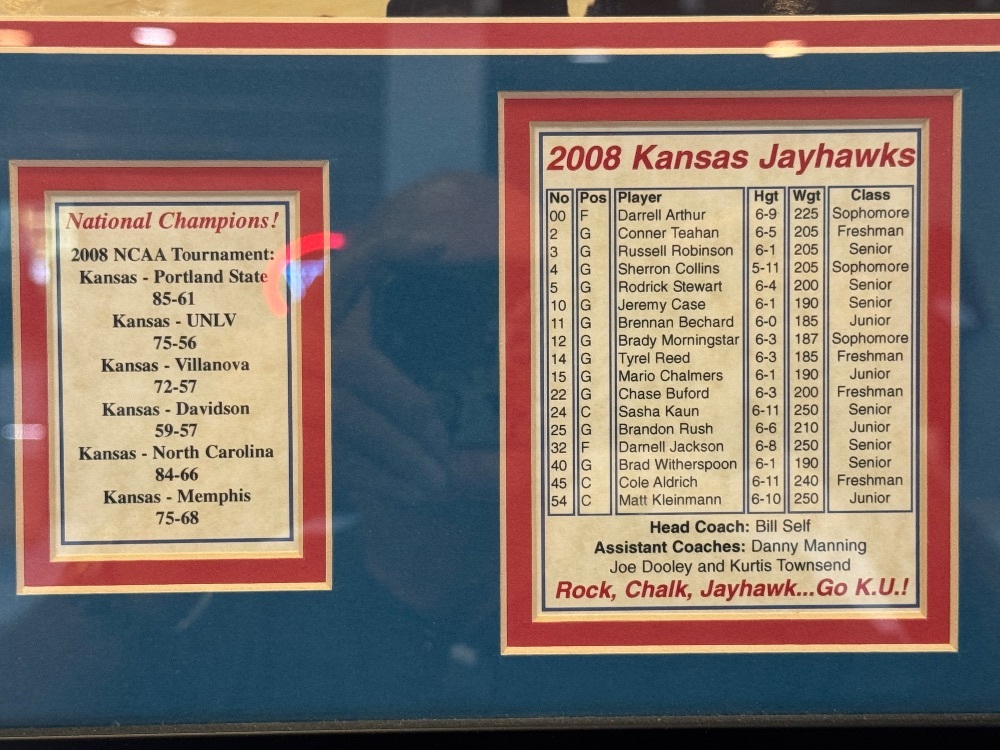 National Champions!
2008 NCAA Tournament:
Kansas - Portland State
85-61
Kansas - UNLV
75-56
Kansas - Villanova
72-57
Kansas - Davidson
59-57
Kansas - North Carolina
84-66
Kansas - Memphis
75-68
2008 Kansas Jayhawks
No Pos Player Hgt Wgt Class
00 F Darrell Arthur 6-9 225 Sophomore
2 G Conner Teahan 6-5 205 Freshman
3 G Russell Robinson 6-1 205 Senior
4 G Sherron Collins 5-11 205 Sophomore
5 G Rodrick Stewart 6-4 200 Senior
10 G Jeremy Case 6-1 190 Senior
11 G Brennan Bechard 6-0 185 Junior
12 G Brady Morningstar 6-3 187 Sophomore
14 G Tyrel Reed 6-3 185 Freshman
15 G Mario Chalmers 6-1 190 Junior
22 G Chase Buford 6-3 200 Freshman
24 C Sasha Kaun 6-11 250 Senior
25 G Brandon Rush 6-6 210 Junior
32 F Darnell Jackson 6-8 250 Senior
40 G Brad Witherspoon 6-1 190 Senior
45 C Cole Aldrich 6-11 240 Freshman
54 C Matt Kleinmann 6-10 250 Junior
Head Coach: Bill Self
Assistant Coaches: Danny Manning
Joe Dooley and Kurtis Townsend
Rock, Chalk, Jayhawk...Go K.U.!